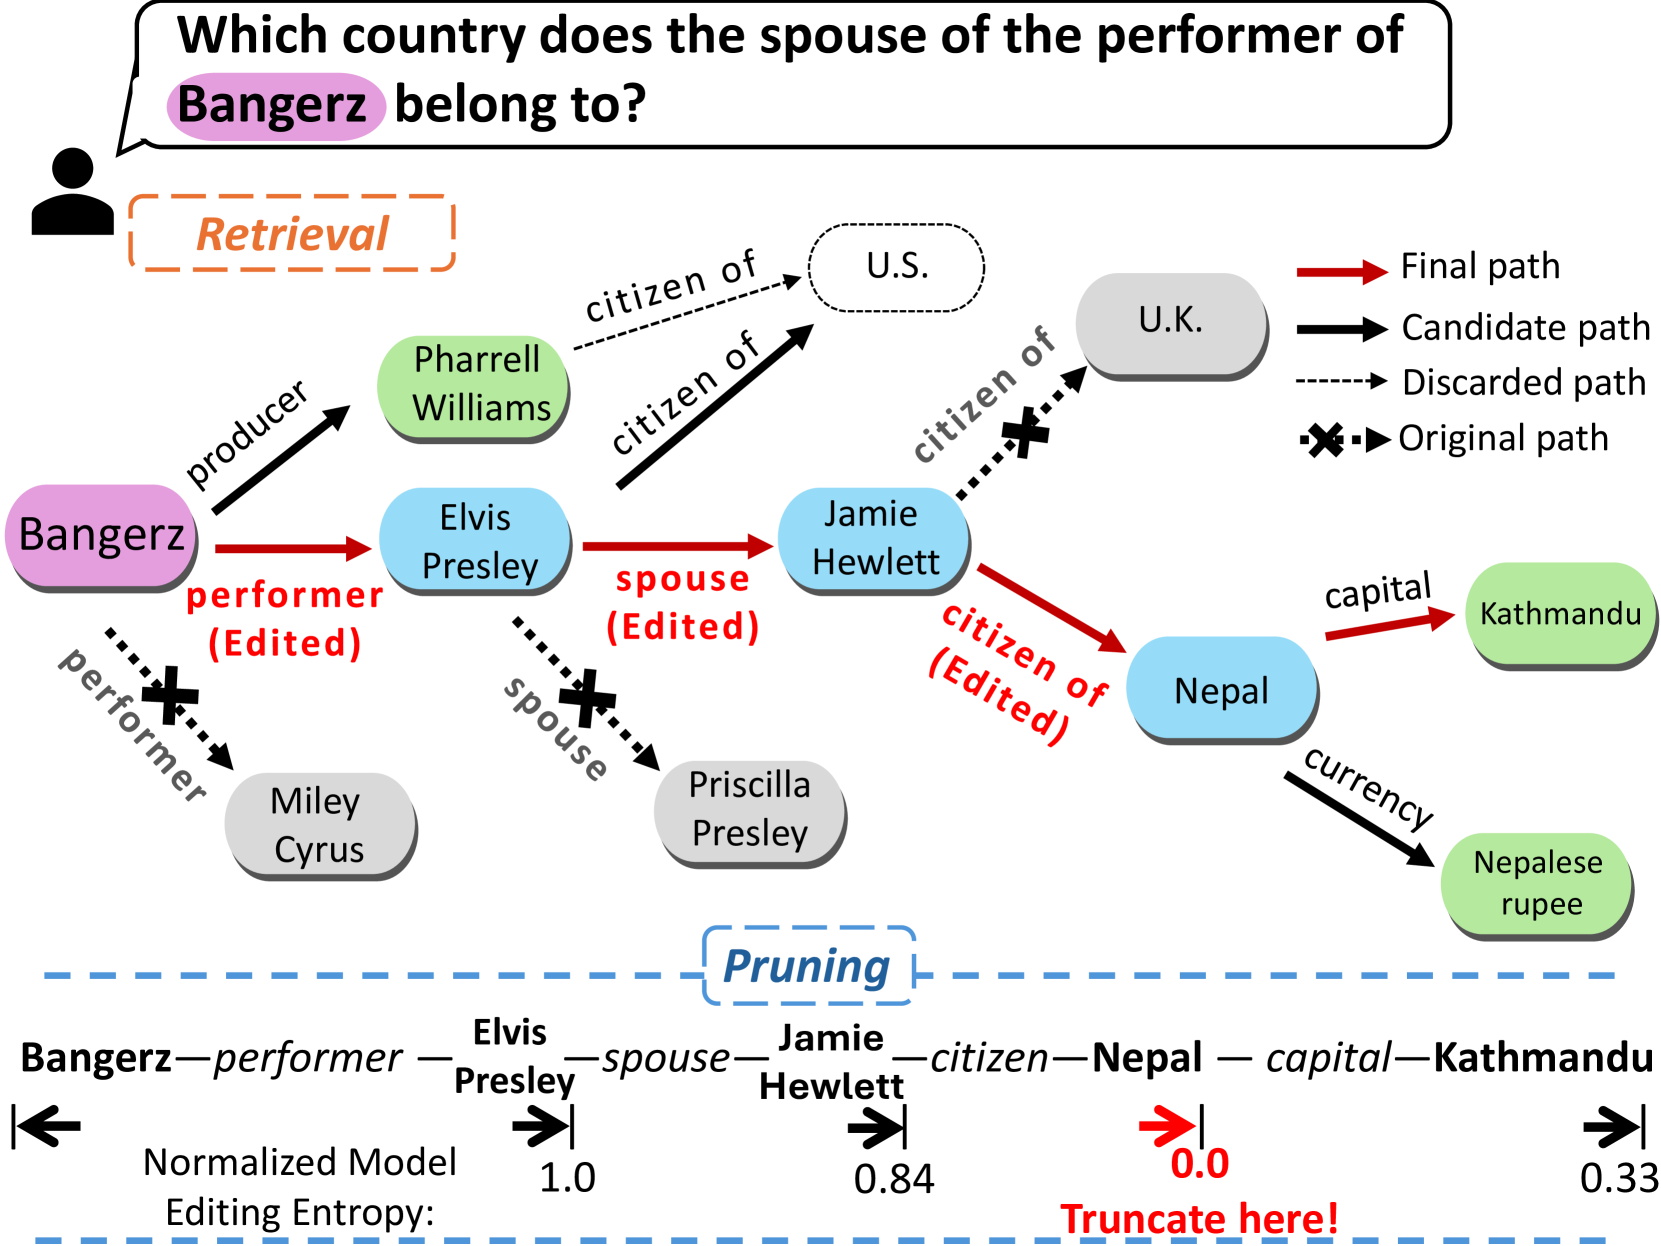 Which country does the spouse of the performer of
Bangerz belong to?
Retrieval
citizen of
U.S.
U.K.
Final path
Candidate path
Discarded path
Original path
producer
Pharrell
Williams
citizen of
citizen of
Bangerz
performer
(Edited)
Elvis
Presley
spouse
(Edited)
Jamie
Hewlett
citizen of
(Edited)
Nepal
capital
Kathmandu
currency
Nepalese
rupee
performer
Miley
Cyrus
spouse
Priscilla
Presley
Pruning
Bangerz—performer —Elvis Presley—spouse—Jamie Hewlett—citizen—Nepal — capital—Kathmandu
Normalized Model
Editing Entropy:
1.0
0.84
0.0
0.33
Truncate here!